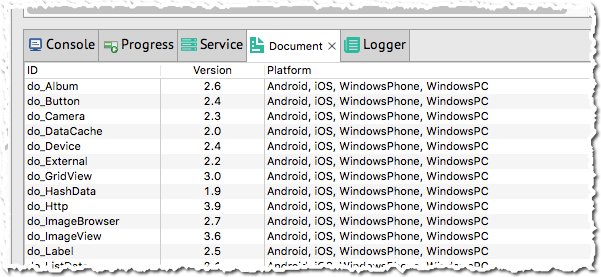 Console Progress Service Document Logger
ID Version Platform
do_Album 2.6 Android, iOS, WindowsPhone, WindowsPC
do_Button 2.4 Android, iOS, WindowsPhone, WindowsPC
do_Camera 2.3 Android, iOS, WindowsPhone, WindowsPC
do_DataCache 2.0 Android, iOS, WindowsPhone, WindowsPC
do_Device 2.4 Android, iOS, WindowsPhone, WindowsPC
do_External 2.2 Android, iOS, WindowsPhone, WindowsPC
do_GridView 3.0 Android, iOS, WindowsPhone, WindowsPC
do_HashData 1.9 Android, iOS, WindowsPhone, WindowsPC
do_Http 3.9 Android, iOS, WindowsPhone, WindowsPC
do_ImageBrowser 2.7 Android, iOS, WindowsPhone, WindowsPC
do_ImageView 3.6 Android, iOS, WindowsPhone, WindowsPC
do_Label 2.5 Android, iOS, WindowsPhone, WindowsPC